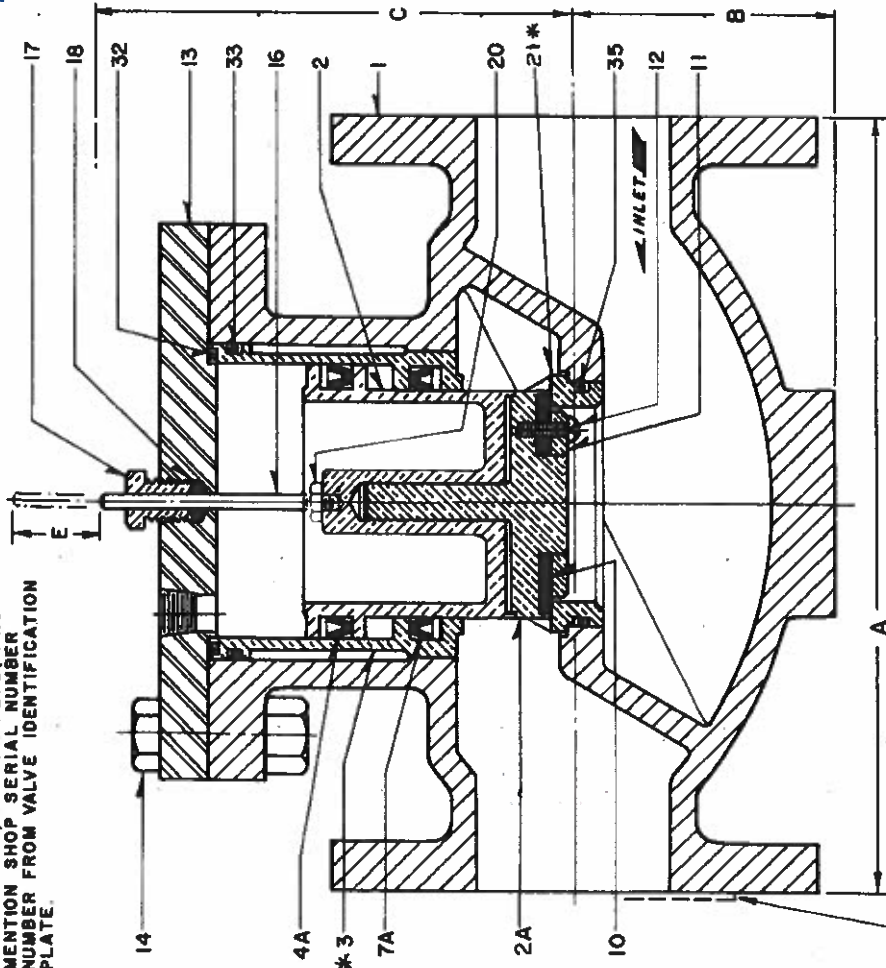 MENTION SHOP SERIAL NUMBER
NUMBER FROM VALVE IDENTIFICATION
PLATE.
17
18
32
13
33
16
2
1
20
21*
35
12
11
C
B
E
INLET
A
14
4A
*3
7A
2A
10